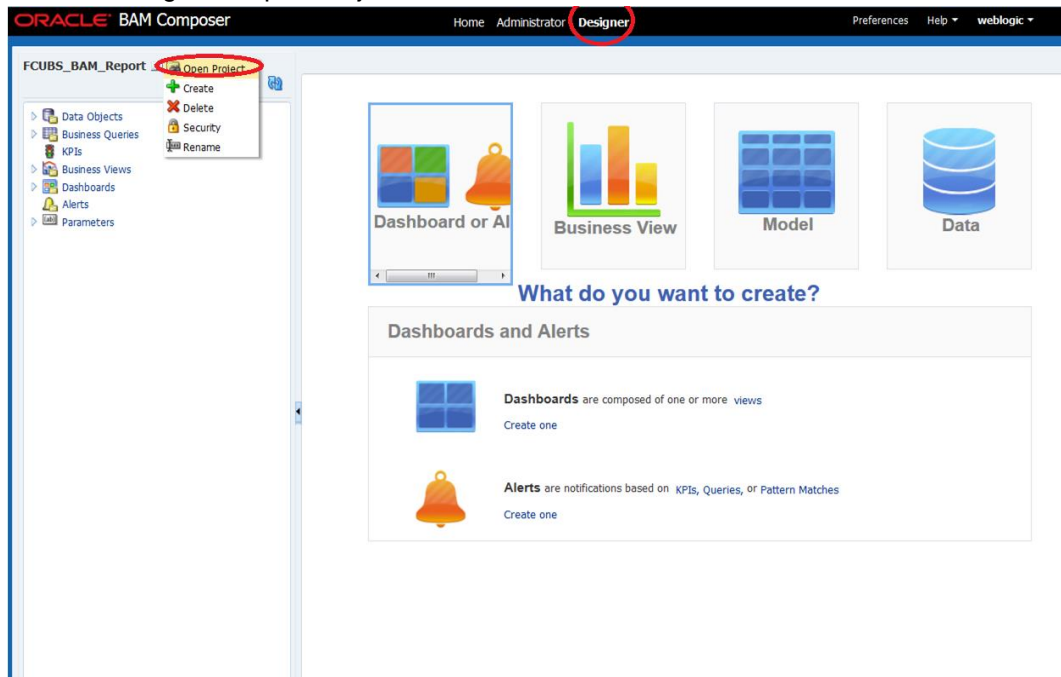 ORACLE BAM Composer
Home Administrator Designer
Preferences Help weblogic
FCUBS_BAM_Report
Open Project
Create
Delete
Security
Rename
Data Objects
Business Queries
KPIs
Business Views
Dashboards
Alerts
Parameters
Dashboard or Al
Business View
Model
Data
What do you want to create?
Dashboards and Alerts
Dashboards are composed of one or more views
Create one
Alerts are notifications based on KPIs, Queries, or Pattern Matches
Create one